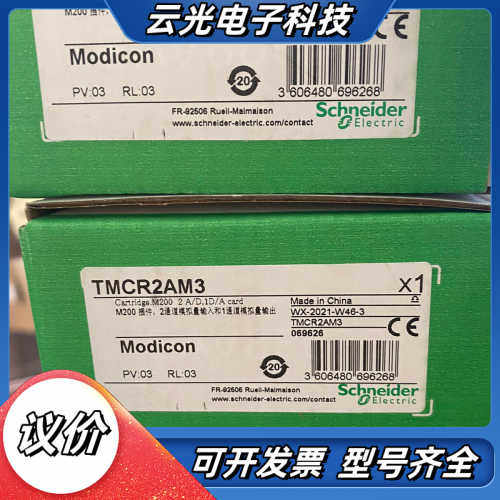 云光电子科技
M200 插件,
Modicon
PV:03 RL:03
20
3 606480 696268
CE
FR-92506 Rueil-Malmaison
www.schneider-electric.com/contact
Schneider
Electric
TMCR2AM3
X1
Cartridge,M200 2 A/D,1D/A card
M200 插件, 2通道模拟量输入和1通道模拟量输出
Made in China
WX-2021-W46-3
TMCR2AM3
059526
CE
Modicon
PV:03 RL:03
20
3 606480 696268
FR-92506 Rueil-Malmaison
www.schneider-electric.com/contact
Schneider
Electric
议价
可开发票 型号齐全